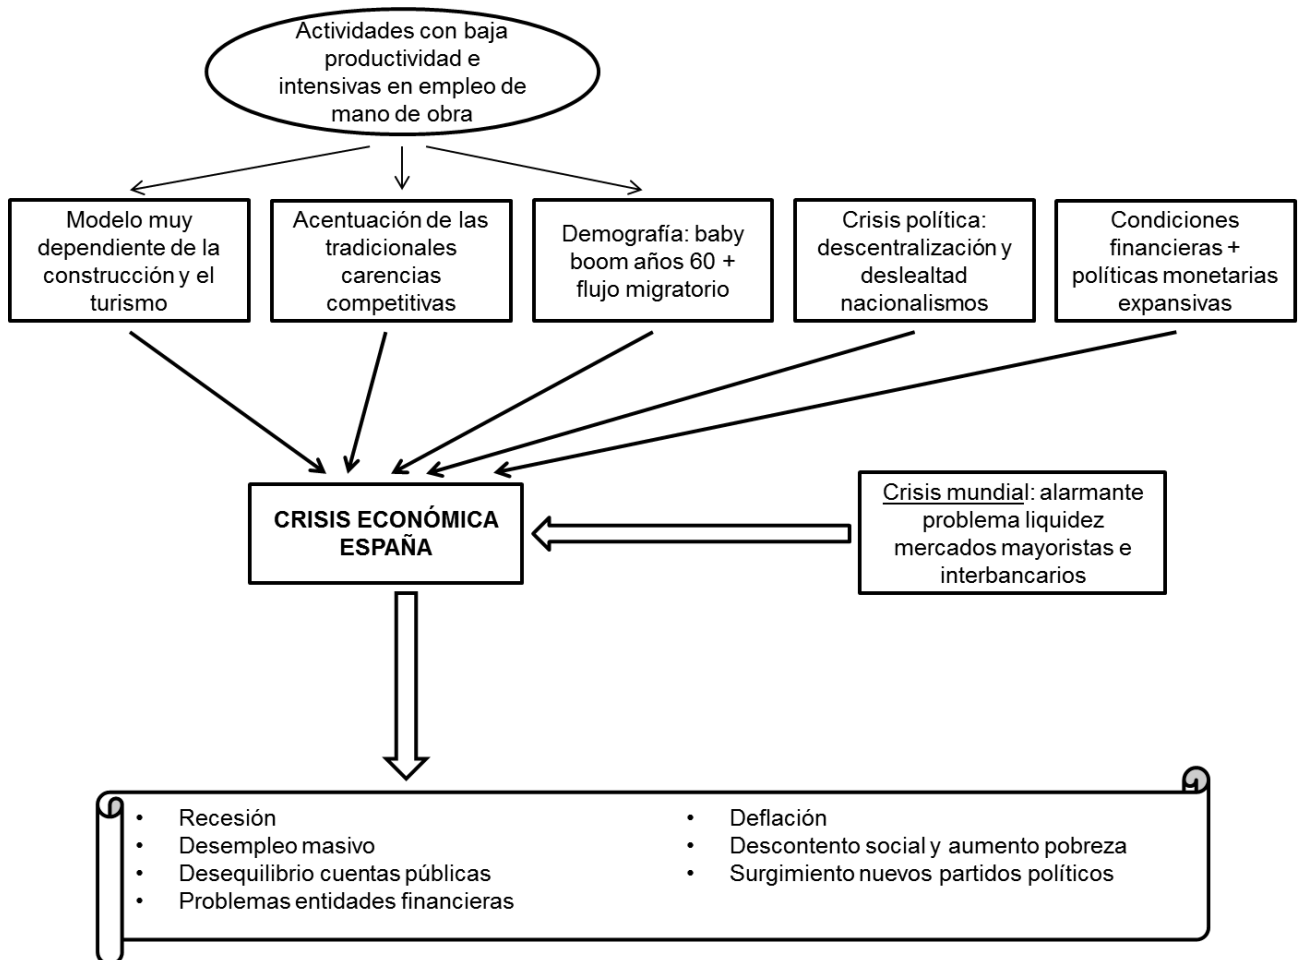 Actividades con baja
productividad e
intensivas en empleo de
mano de obra
Modelo muy
dependiente de la
construcción y el
turismo
Acentuación de las
tradicionales
carencias
competitivas
Demografía: baby
boom años 60 +
flujo migratorio
Crisis política:
descentralización y
deslealtad
nacionalismos
Condiciones
financieras +
políticas monetarias
expansivas
CRISIS ECONÓMICA
ESPAÑA
Crisis mundial: alarmante
problema liquidez
mercados mayoristas e
interbancarios
• Recesión
• Desempleo masivo
• Desequilibrio cuentas públicas
• Problemas entidades financieras
• Deflación
• Descontento social y aumento pobreza
• Surgimiento nuevos partidos políticos